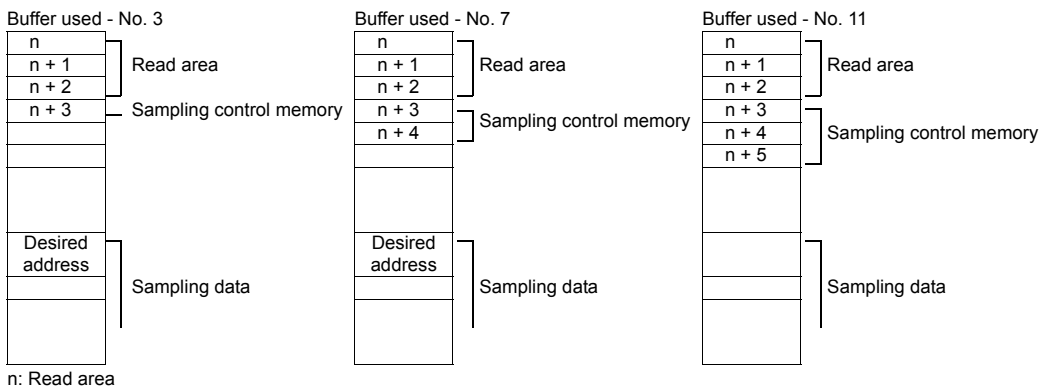 Buffer used - No. 3
n
n + 1
n + 2
n + 3
Read area
Sampling control memory
Desired
address
Sampling data
n: Read area
Buffer used - No. 7
n
n + 1
n + 2
n + 3
n + 4
Read area
Sampling control memory
Desired
address
Sampling data
Buffer used - No. 11
n
n + 1
n + 2
n + 3
n + 4
n + 5
Read area
Sampling control memory
Sampling data